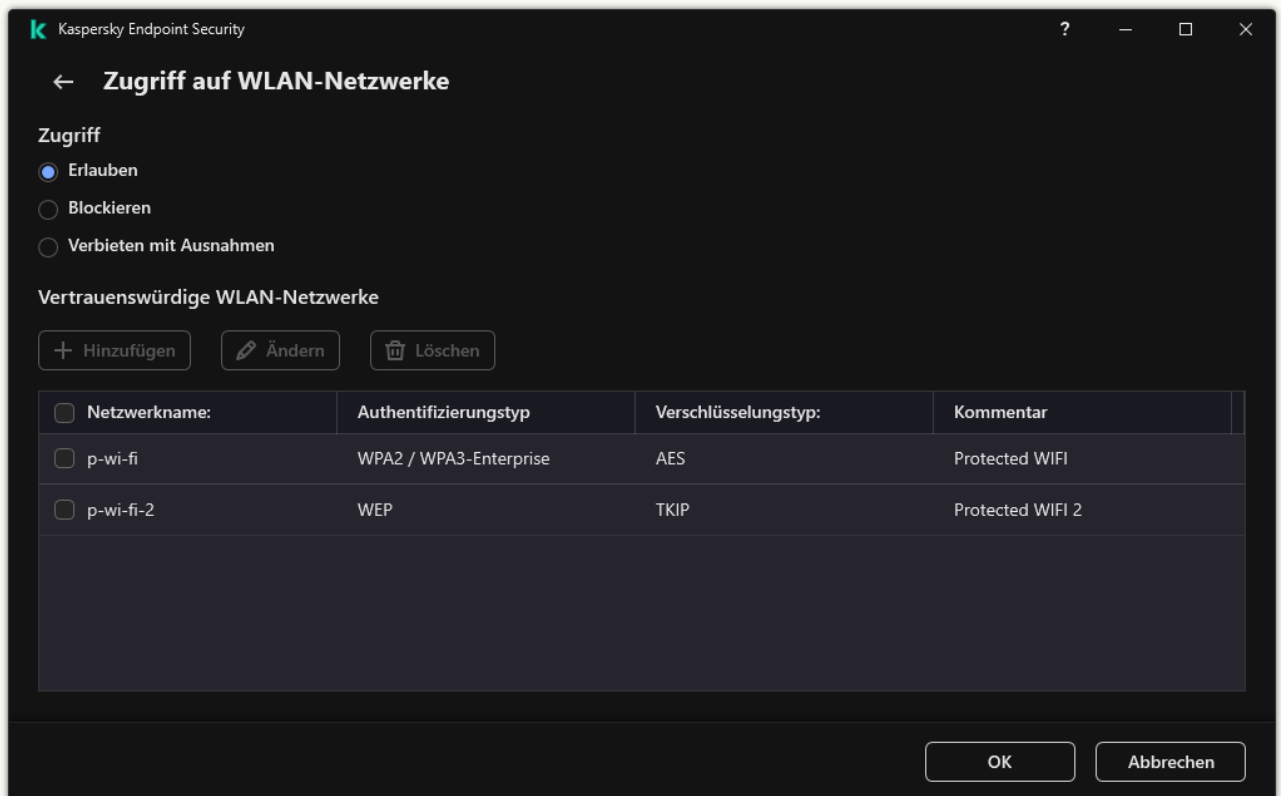 Kaspersky Endpoint Security ?
Zugriff auf WLAN-Netzwerke
Zugriff
Erlauben
Blockieren
Verbieten mit Ausnahmen
Vertrauenswürdige WLAN-Netzwerke
Hinzufügen Ändern Löschen
Netzwerkname: Authentifizierungstyp Verschlüsselungstyp: Kommentar
p-wi-fi WPA2 / WPA3-Enterprise AES Protected WIFI
p-wi-fi-2 WEP TKIP Protected WIFI 2
OK Abbrechen